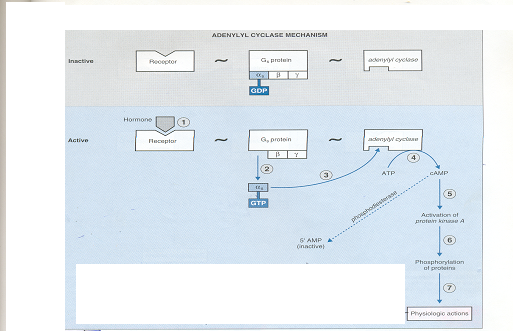 ADENYLYL CYCLASE MECHANISM
Inactive
Receptor
~
Gs protein
~
adenylyl cyclase
αs β γ
GDP
Hormone
1
Active
Receptor
~
Gs protein
~
adenylyl cyclase
β γ
4
2
3
ATP
cAMP
αs
GTP
phosphodiesterase
5
Activation of
protein kinase A
5' AMP
(inactive)
6
Phosphorylation
of proteins
7
Physiologic actions